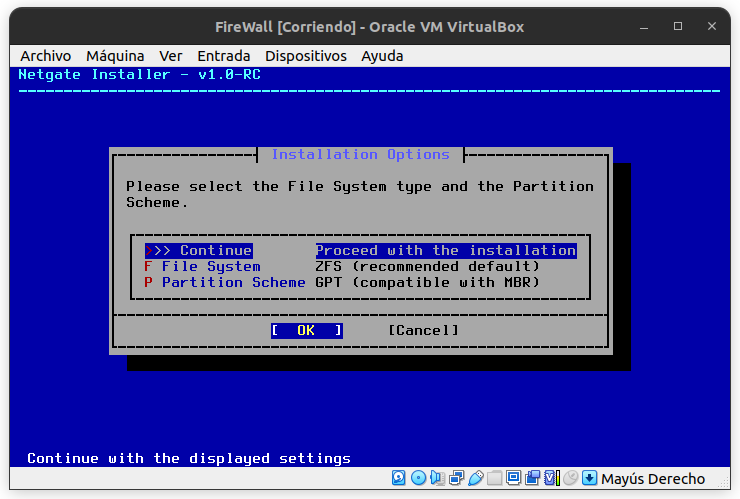 FireWall [Corriendo] - Oracle VM VirtualBox
Archivo Máquina Ver Entrada Dispositivos Ayuda
Netgate Installer - v1.0-RC
Installation Options
Please select the File System type and the Partition
Scheme.
>>> Continue Proceed with the installation
F File System ZFS (recommended default)
P Partition Scheme GPT (compatible with MBR)
[ OK ] [Cancel]
Continue with the displayed settings
Mayús Derecho